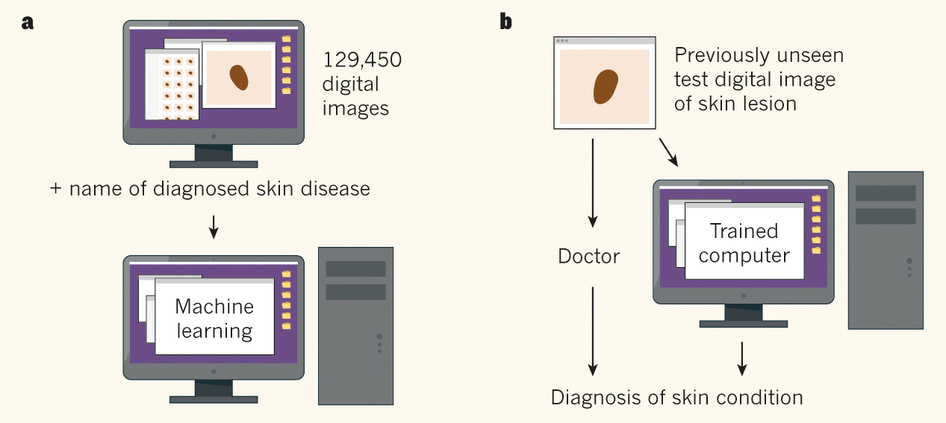 a
129,450
digital
images
+ name of diagnosed skin disease
Machine
learning
b
Previously unseen
test digital image
of skin lesion
Doctor
Trained
computer
Diagnosis of skin condition